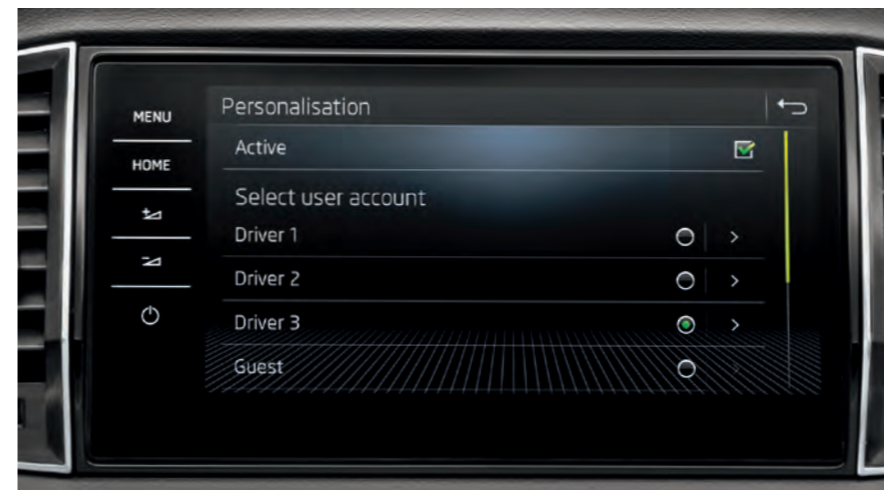 MENU
HOME
Personalisation
Active
Select user account
Driver 1
Driver 2
Driver 3
Guest